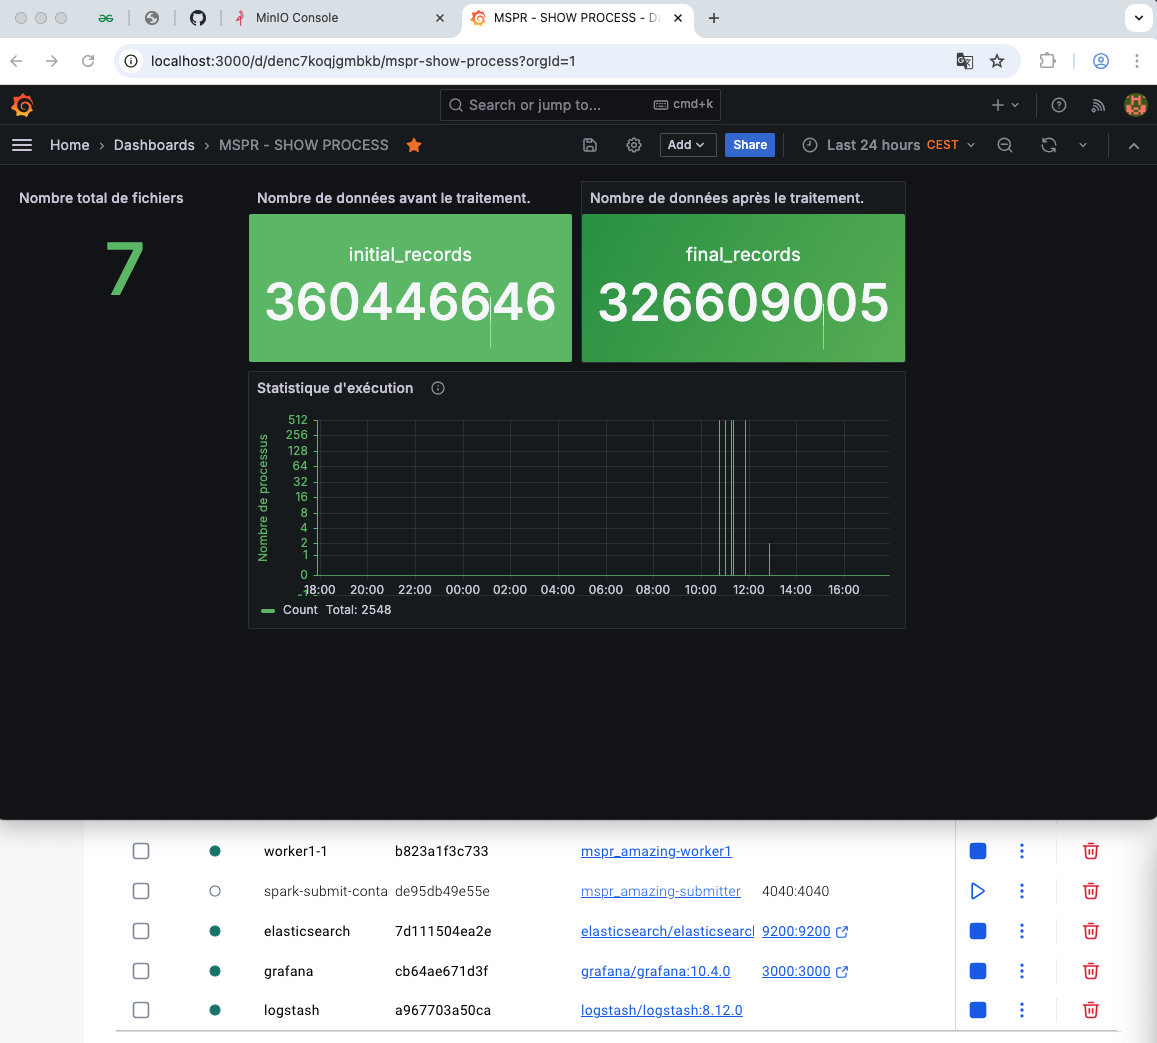 MinIO Console
MSPR - SHOW PROCESS - Da
localhost:3000/d/denc7koqjgmbkb/mspr-show-process?orgId=1
Search or jump to...
cmd+k
Home › Dashboards › MSPR - SHOW PROCESS
Add
Share
Last 24 hours CEST
Nombre total de fichiers
7
Nombre de données avant le traitement.
initial_records
360446646
Nombre de données après le traitement.
final_records
326609005
Statistique d'exécution
Nombre de processus
512
256
128
64
32
16
8
4
2
1
0
18:00 20:00 22:00 00:00 02:00 04:00 06:00 08:00 10:00 12:00 14:00 16:00
Count Total: 2548
worker1-1 b823a1f3c733 mspr_amazing-worker1
spark-submit-conta de95db49e55e mspr_amazing-submitter 4040:4040
elasticsearch 7d111504ea2e elasticsearch/elasticsearcl 9200:9200
grafana cb64ae671d3f grafana/grafana:10.4.0 3000:3000
logstash a967703a50ca logstash/logstash:8.12.0